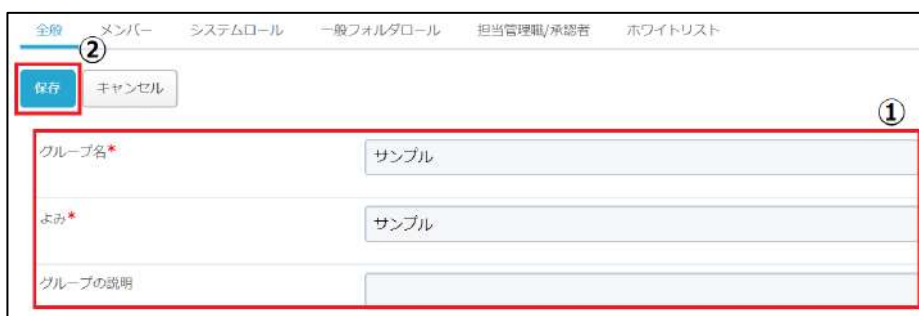 全般 メンバー システムロール 一般フォルダロール 担当管理職/承認者 ホワイトリスト
②
保存 キャンセル
①
グループ名* サンプル
よみ* サンプル
グループの説明